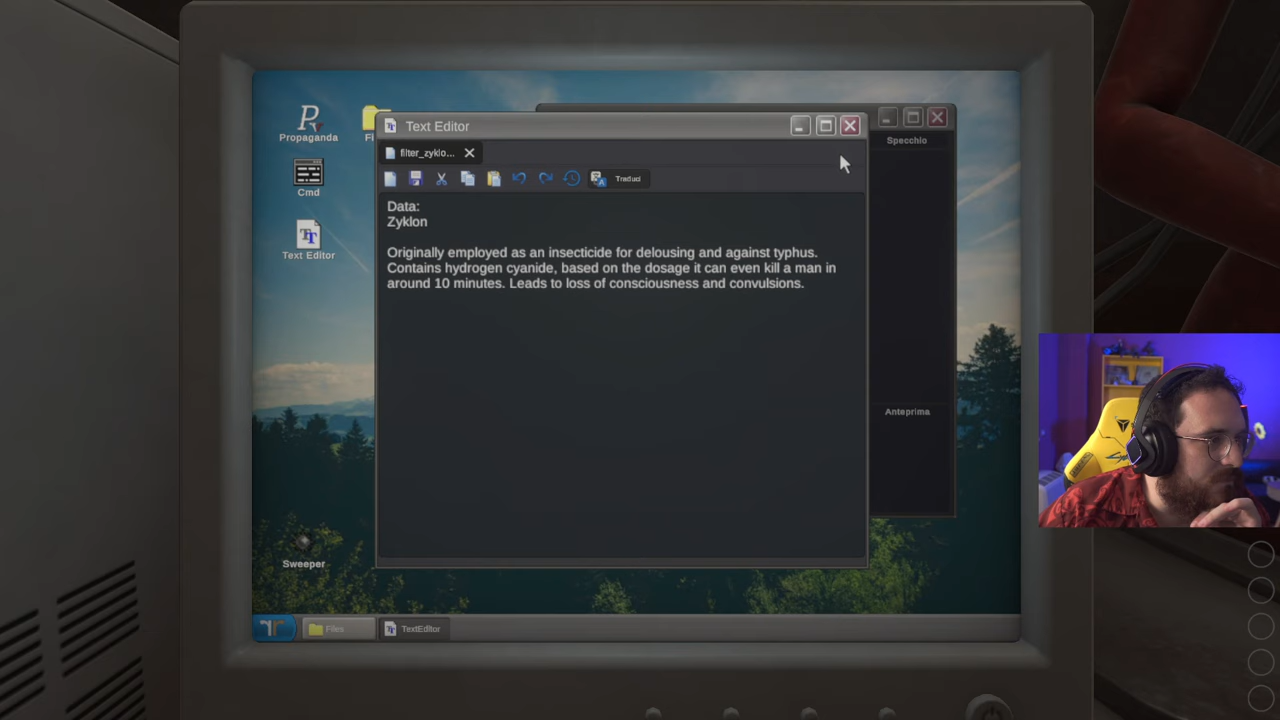 Propaganda
Fi
Cmd
Text Editor
Sweeper
Text Editor
filter_zyklo...
Traduci
Data:
Zyklon
Originally employed as an insecticide for delousing and against typhus.
Contains hydrogen cyanide, based on the dosage it can even kill a man in
around 10 minutes. Leads to loss of consciousness and convulsions.
Specchio
Anteprima
Files
TextEditor